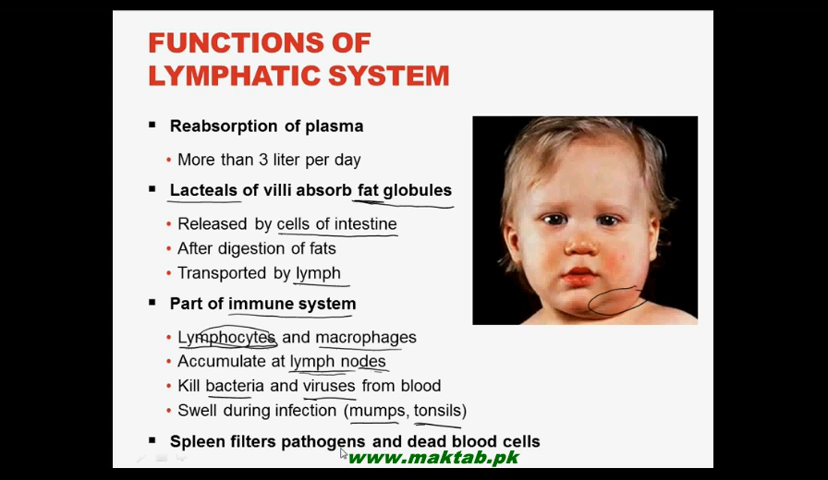 FUNCTIONS OF
LYMPHATIC SYSTEM
▪ Reabsorption of plasma
• More than 3 liter per day
▪ Lacteals of villi absorb fat globules
• Released by cells of intestine
• After digestion of fats
• Transported by lymph
▪ Part of immune system
• Lymphocytes and macrophages
• Accumulate at lymph nodes
• Kill bacteria and viruses from blood
• Swell during infection (mumps, tonsils)
▪ Spleen filters pathogens and dead blood cells
www.maktab.pk